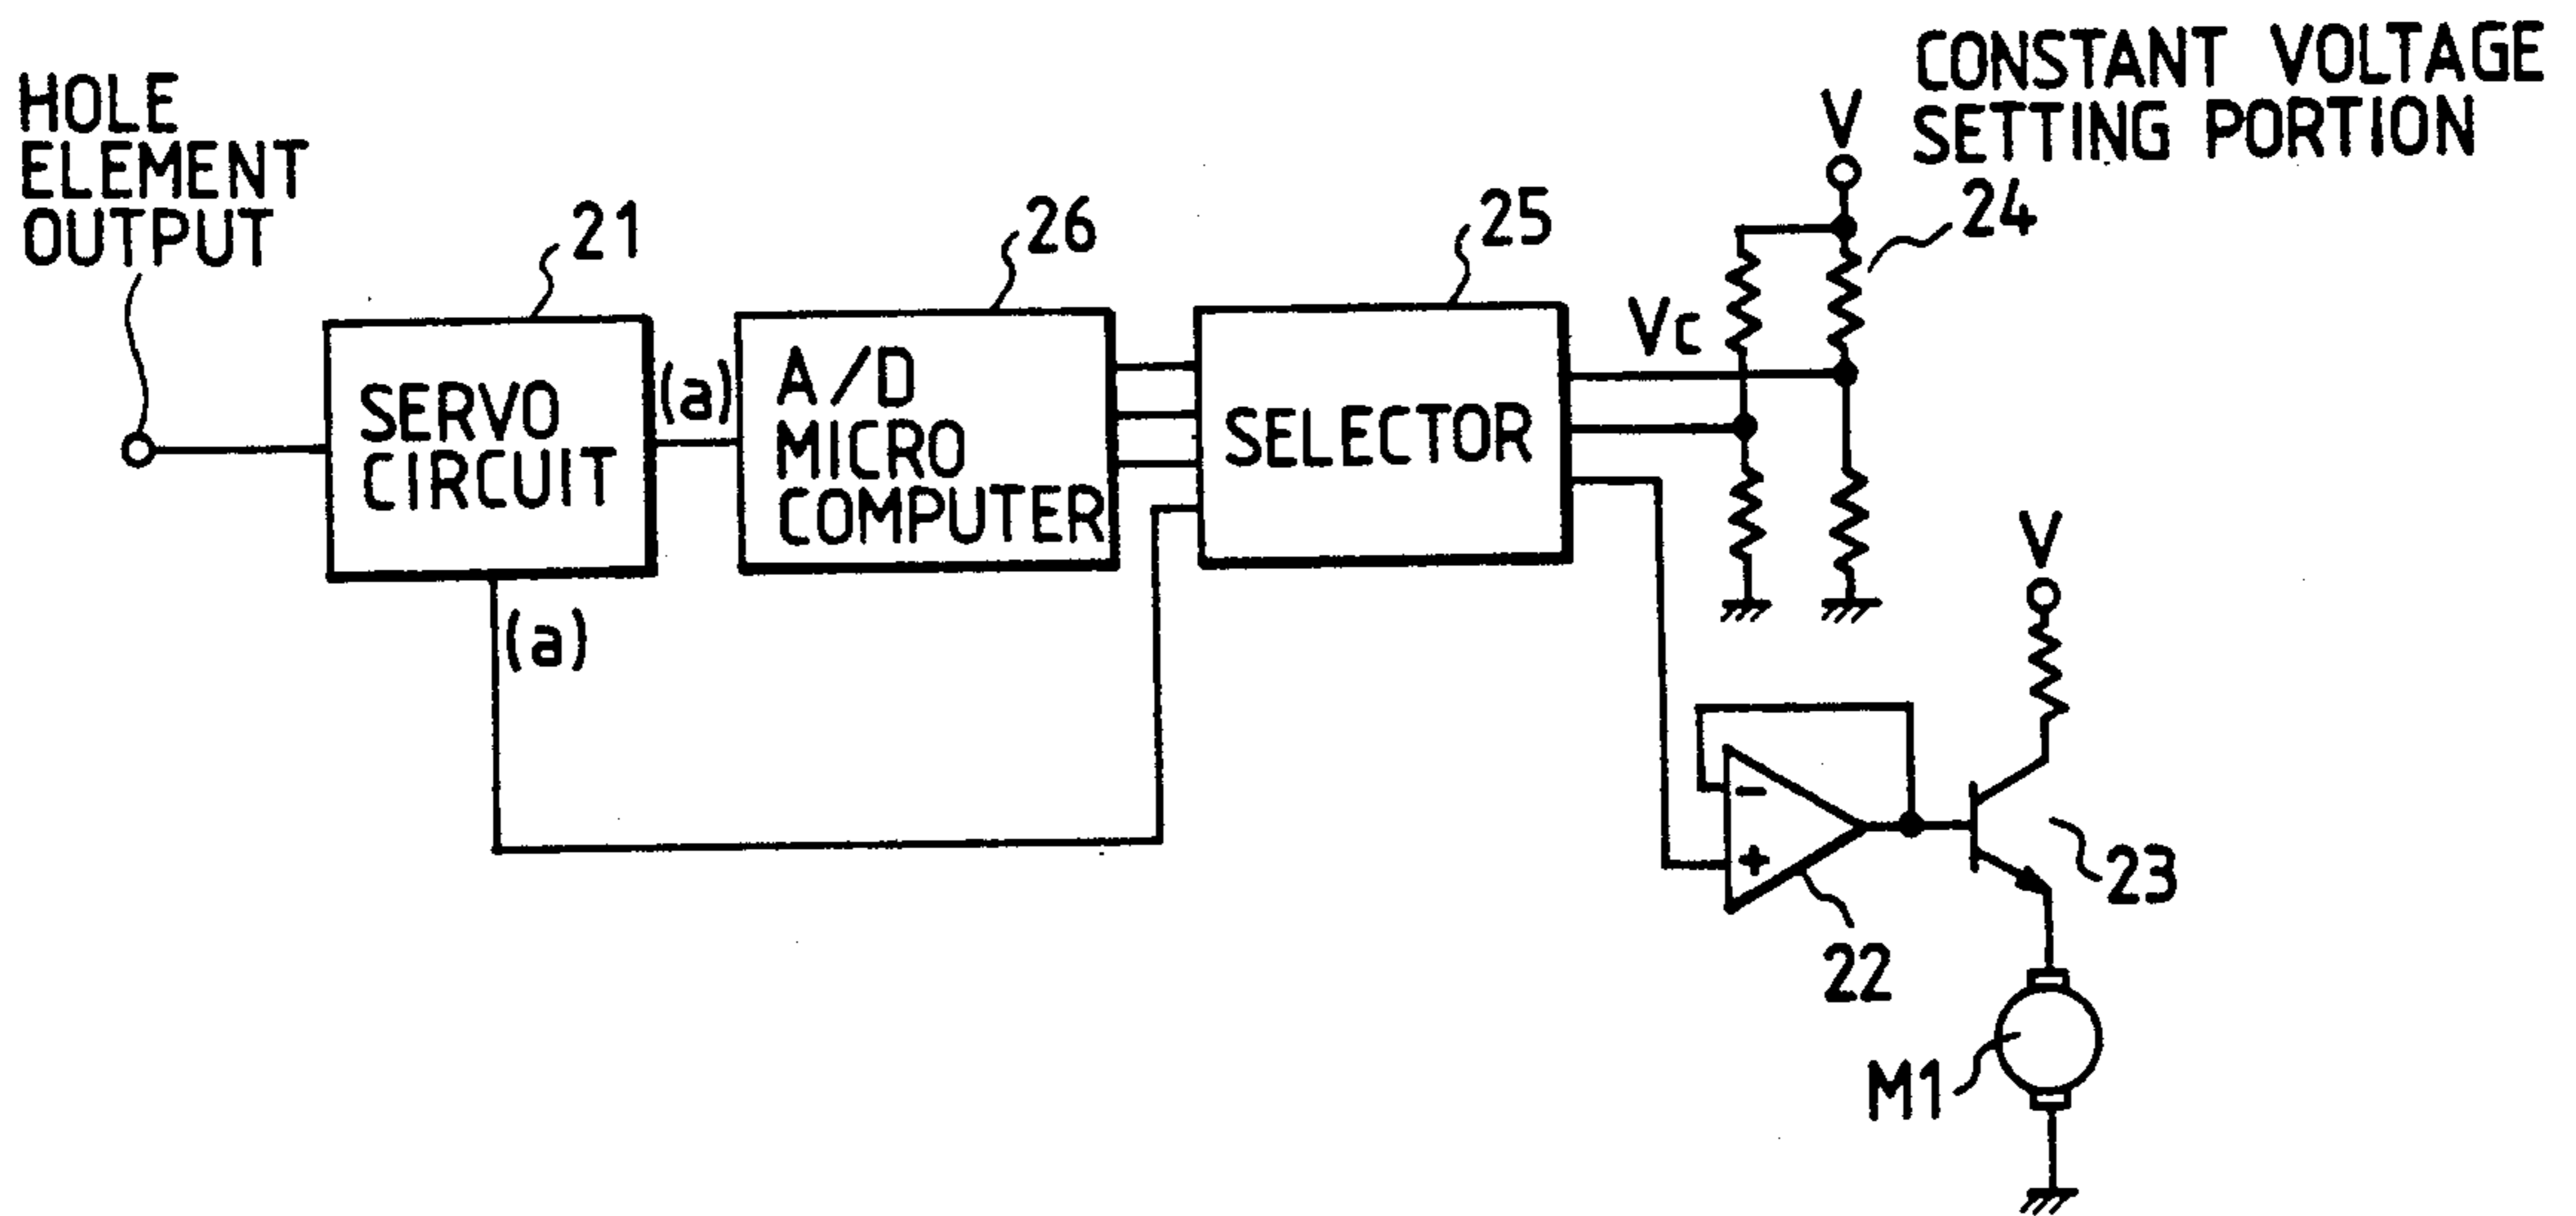 HOLE
ELEMENT
OUTPUT
21
SERVO
CIRCUIT
(a)
(a)
26
A/D
MICRO
COMPUTER
25
SELECTOR
Vc
V
CONSTANT VOLTAGE
SETTING PORTION
24
V
-
+
22
23
M1